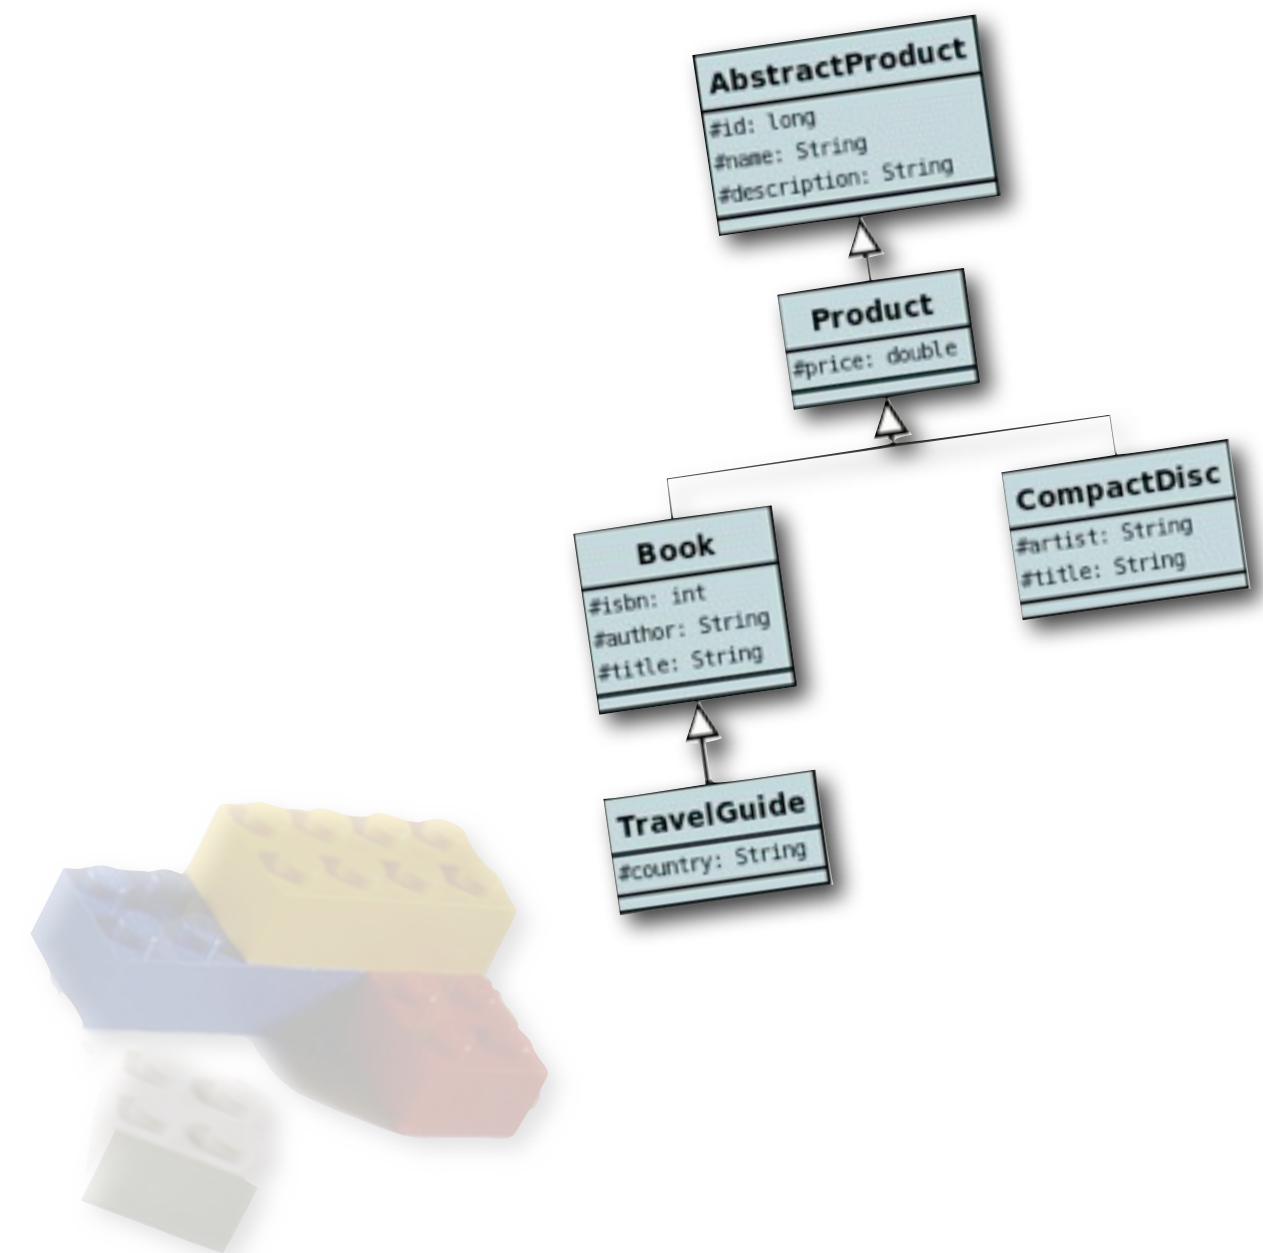 AbstractProduct
#id: long
#name: String
#description: String
Product
#price: double
CompactDisc
#artist: String
#title: String
Book
#isbn: int
#author: String
#title: String
TravelGuide
#country: String